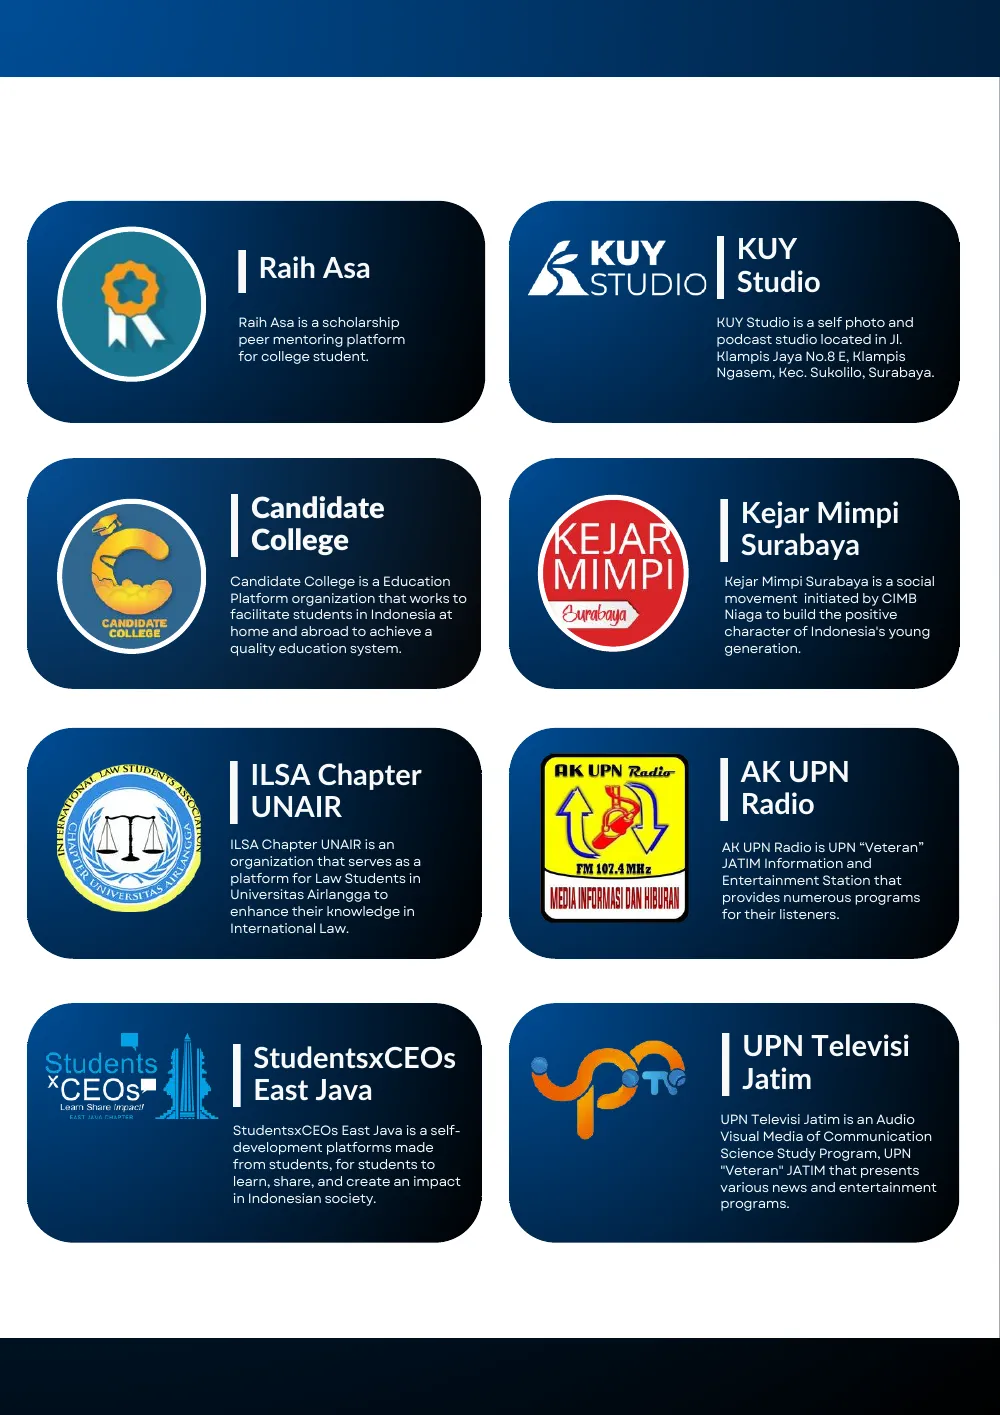 Raih Asa
Raih Asa is a scholarship
peer mentoring platform
for college student.
KUY
STUDIO
KUY
Studio
KUY Studio is a self photo and
podcast studio located in Jl.
Klampis Jaya No.8 E, Klampis
Ngasem, Kec. Sukolilo, Surabaya.
CANDIDATE
COLLEGE
Candidate
College
Candidate College is a Education
Platform organization that works to
facilitate students in Indonesia at
home and abroad to achieve a
quality education system.
KEJAR
MIMPI
Surabaya
Kejar Mimpi
Surabaya
Kejar Mimpi Surabaya is a social
movement  initiated by CIMB
Niaga to build the positive
character of Indonesia's young
generation.
INTERNATIONAL LAW STUDENTS ASSOCIATION
CHAPTER UNIVERSITAS AIRLANGGA
ILSA Chapter
UNAIR
ILSA Chapter UNAIR is an
organization that serves as a
platform for Law Students in
Universitas Airlangga to
enhance their knowledge in
International Law.
AK UPN Radio
FM 107.4 MHz
MEDIA INFORMASI DAN HIBURAN
AK UPN
Radio
AK UPN Radio is UPN “Veteran”
JATIM Information and
Entertainment Station that
provides numerous programs
for their listeners.
Students
xCEOs
Learn Share Impact!
EAST JAVA CHAPTER
StudentsxCEOs
East Java
StudentsxCEOs East Java is a self-
development platforms made
from students, for students to
learn, share, and create an impact
in Indonesian society.
upn TV
UPN Televisi
Jatim
UPN Televisi Jatim is an Audio
Visual Media of Communication
Science Study Program, UPN
"Veteran" JATIM that presents
various news and entertainment
programs.